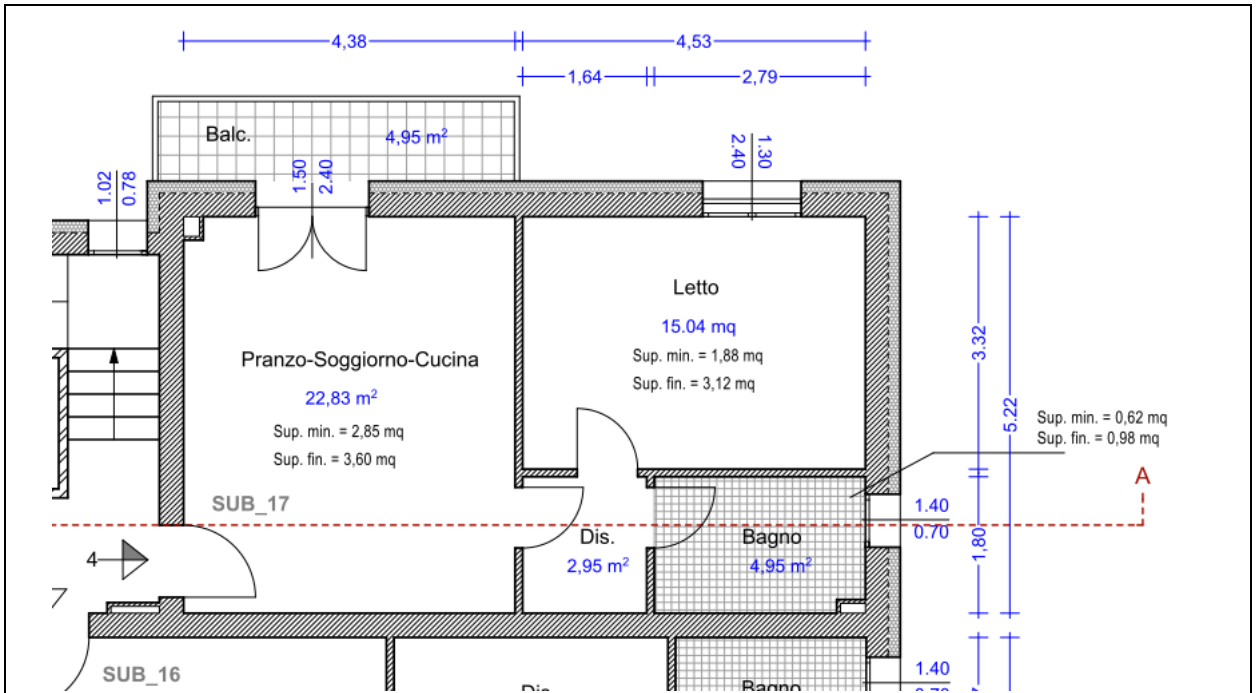 4,38
4,53
1,64
2,79
Balc.
4,95 m²
1.50
2.40
2.40
1.30
1.02
0.78
Letto
15.04 mq
Sup. min. = 1,88 mq
Sup. fin. = 3,12 mq
Pranzo-Soggiorno-Cucina
22,83 m²
Sup. min. = 2,85 mq
Sup. fin. = 3,60 mq
3.32
5.22
Sup. min. = 0,62 mq
Sup. fin. = 0,98 mq
A
SUB_17
1.40
0.70
1,80
Dis.
2,95 m²
Bagno
4,95 m²
4
SUB_16
1.40
Bagno